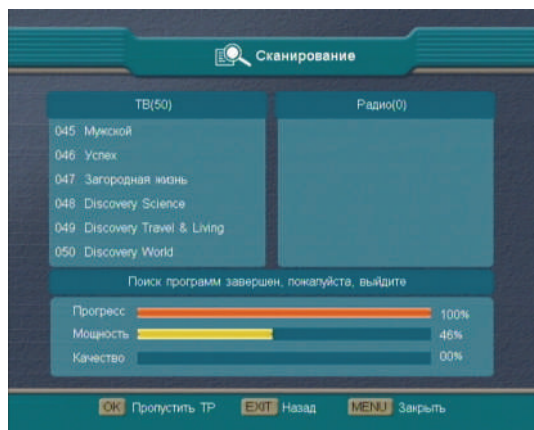 Сканирование
ТВ(50)
Радио(0)
045 Мужской
046 Успех
047 Загородная жизнь
048 Discovery Science
049 Discovery Travel & Living
050 Discovery World
Поиск программ завершен, пожалуйста, выйдите
Прогресс 100%
Мощность 46%
Качество 00%
OK Пропустить ТР EXIT Назад MENU Закрыть